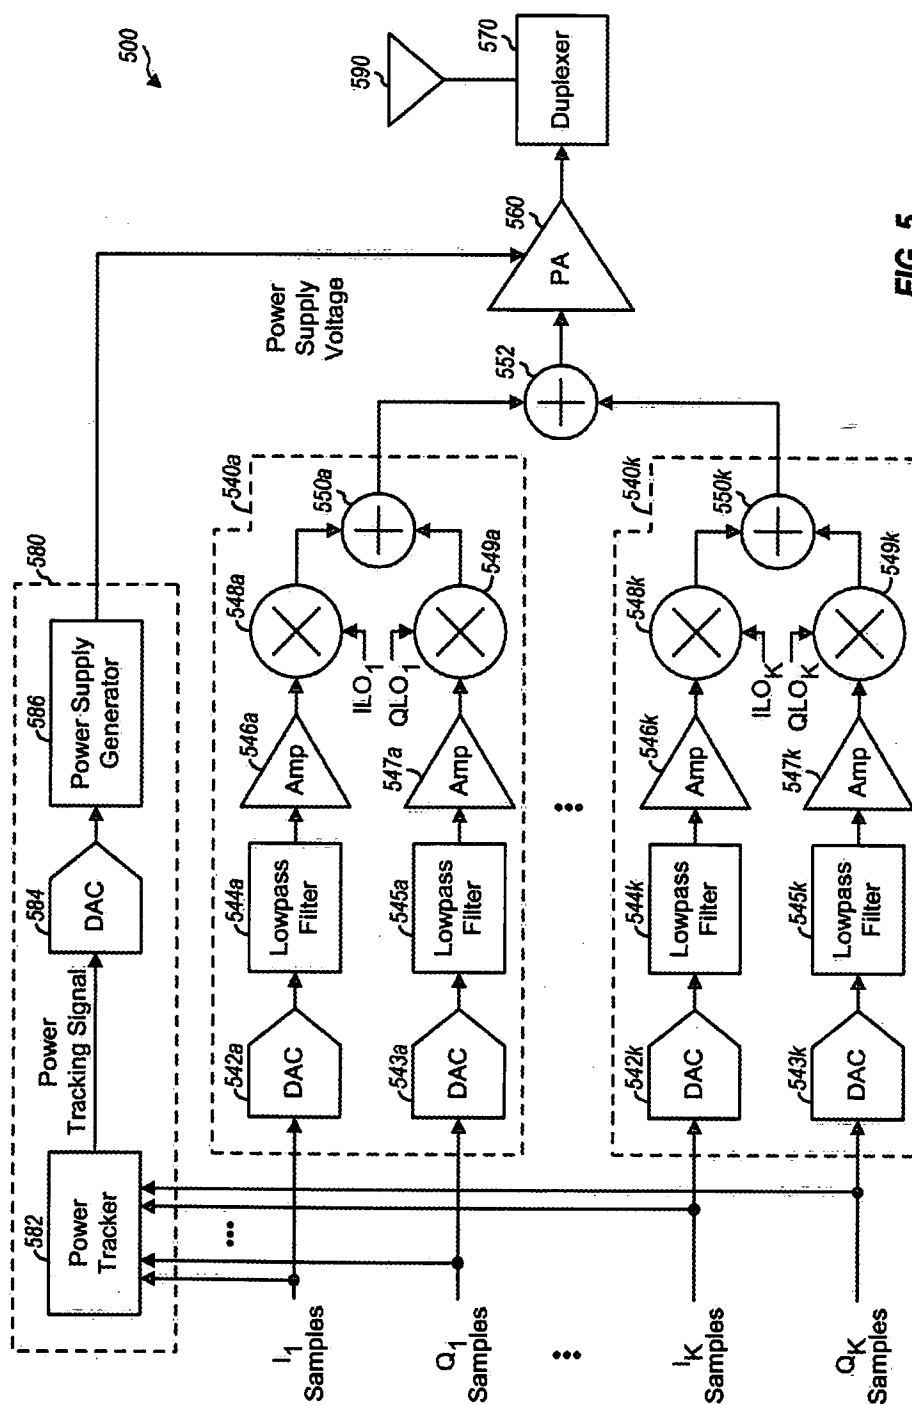 500
580
582
Power
Tracker
Power
Tracking Signal
584
DAC
586
Power Supply
Generator
Power
Supply
Voltage
590
570
Duplexer
560
PA
552
540a
I1
Samples
542a
DAC
544a
Lowpass
Filter
546a
Amp
548a
ILO1
QLO1
550a
Q1
Samples
543a
DAC
545a
Lowpass
Filter
547a
Amp
549a
...
...
...
540k
IK
Samples
542k
DAC
544k
Lowpass
Filter
546k
Amp
548k
ILOK
QLOK
550k
QK
Samples
543k
DAC
545k
Lowpass
Filter
547k
Amp
549k
FIG. 5